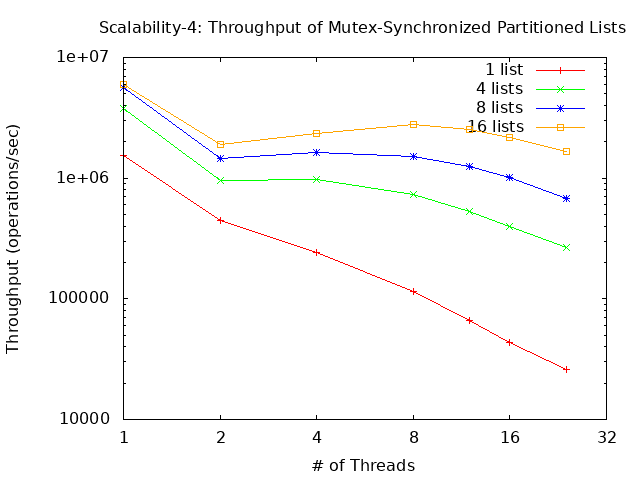 Scalability-4: Throughput of Mutex-Synchronized Partitioned Lists
Throughput (operations/sec)
1e+07
1e+06
100000
10000
1 list
4 lists
8 lists
16 lists
1 2 4 8 16 32
# of Threads